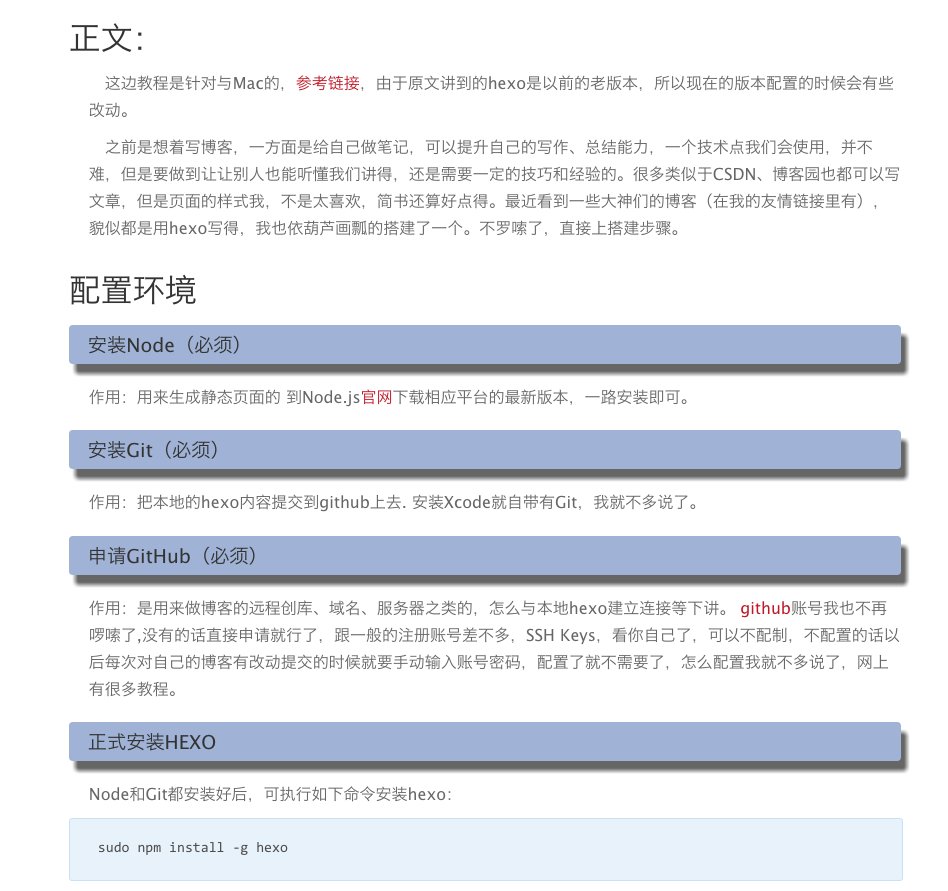 正文：
这边教程是针对与Mac的，参考链接，由于原文讲到的hexo是以前的老版本，所以现在的版本配置的时候会有些
改动。
之前是想着写博客，一方面是给自己做笔记，可以提升自己的写作、总结能力，一个技术点我们会使用，并不
难，但是要做到让让别人也能听懂我们讲得，还是需要一定的技巧和经验的。很多类似于CSDN、博客园也都可以写
文章，但是页面的样式我，不是太喜欢，简书还算好点得。最近看到一些大神们的博客（在我的友情链接里有），
貌似都是用hexo写得，我也依葫芦画瓢的搭建了一个。不罗嗦了，直接上搭建步骤。
配置环境
安装Node（必须）
作用：用来生成静态页面的 到Node.js官网下载相应平台的最新版本，一路安装即可。
安装Git（必须）
作用：把本地的hexo内容提交到github上去. 安装Xcode就自带有Git，我就不多说了。
申请GitHub（必须）
作用：是用来做博客的远程创库、域名、服务器之类的，怎么与本地hexo建立连接等下讲。 github账号我也不再
啰嗦了,没有的话直接申请就行了，跟一般的注册账号差不多，SSH Keys，看你自己了，可以不配制，不配置的话以
后每次对自己的博客有改动提交的时候就要手动输入账号密码，配置了就不需要了，怎么配置我就不多说了，网上
有很多教程。
正式安装HEXO
Node和Git都安装好后，可执行如下命令安装hexo：
sudo npm install -g hexo